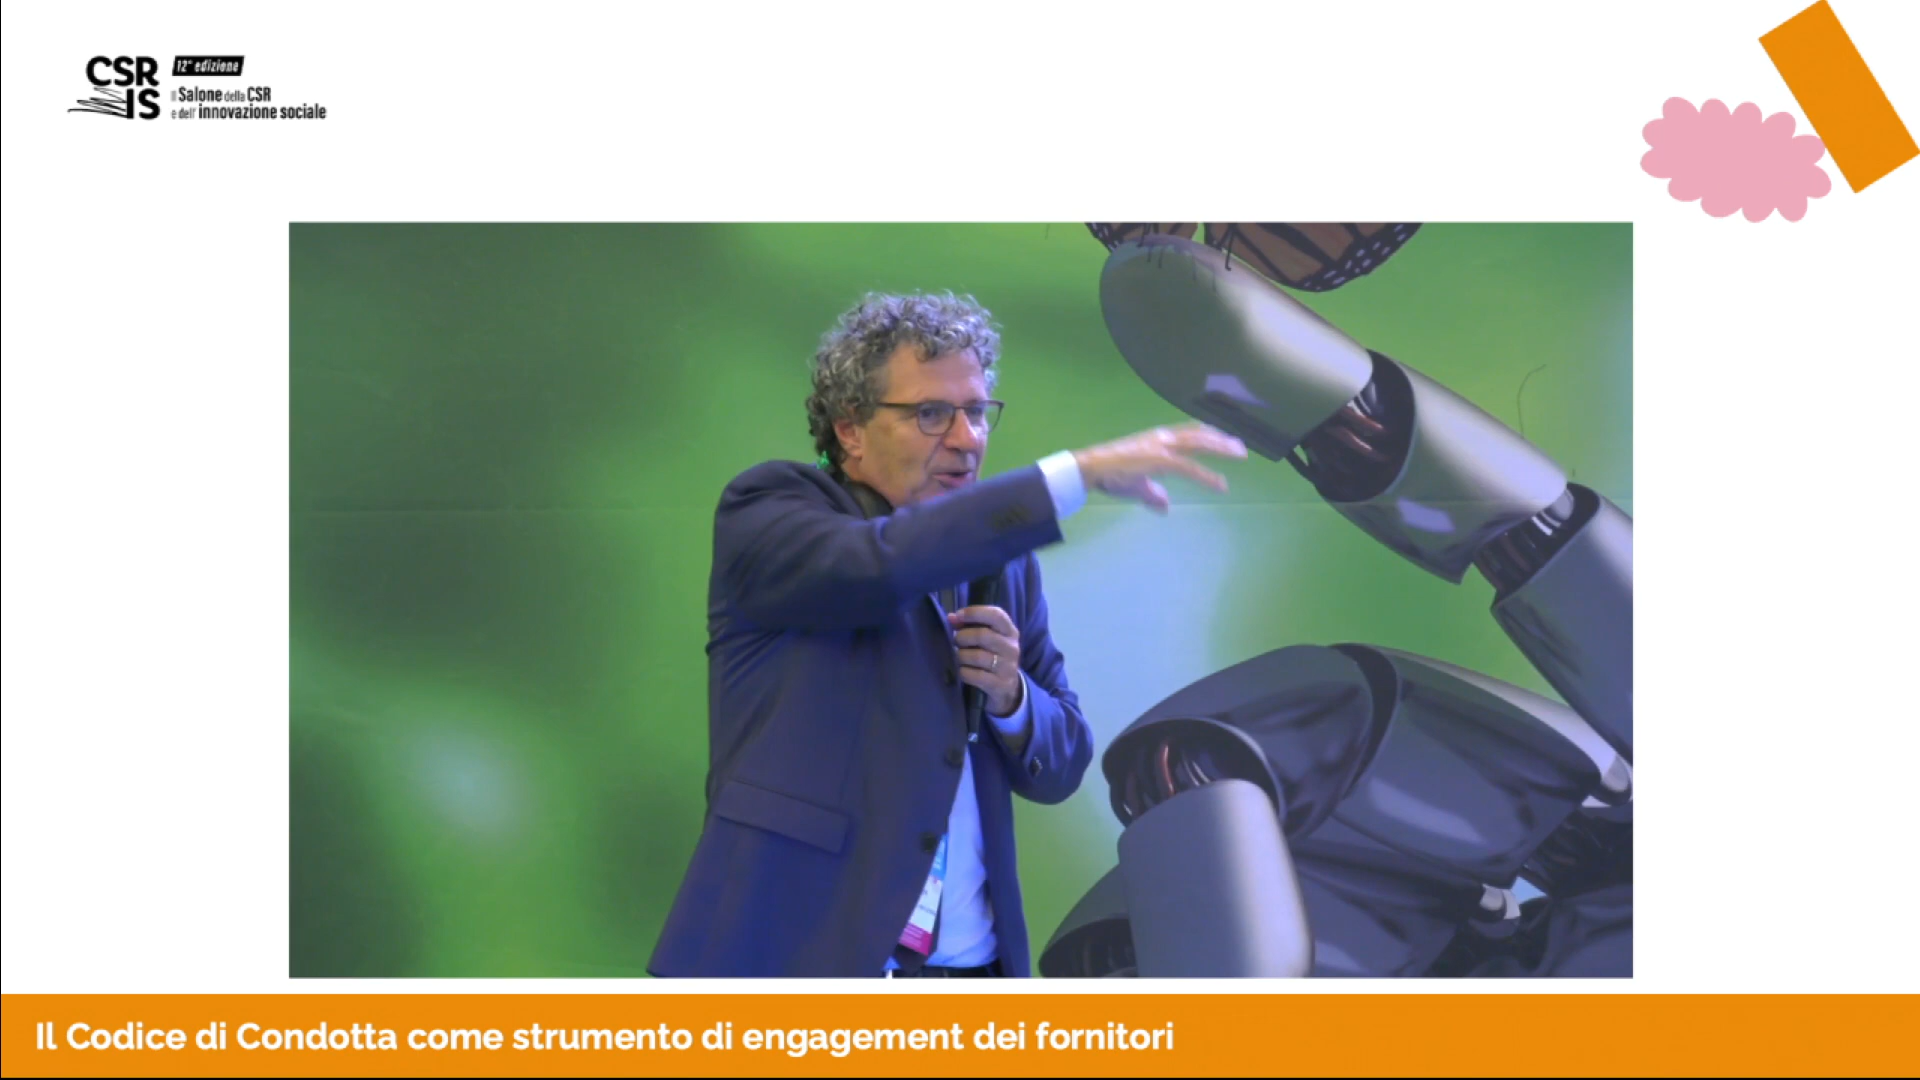 CSR
IS
12° edizione
Il Salone della CSR
e dell'innovazione sociale
Il Codice di Condotta come strumento di engagement dei fornitori